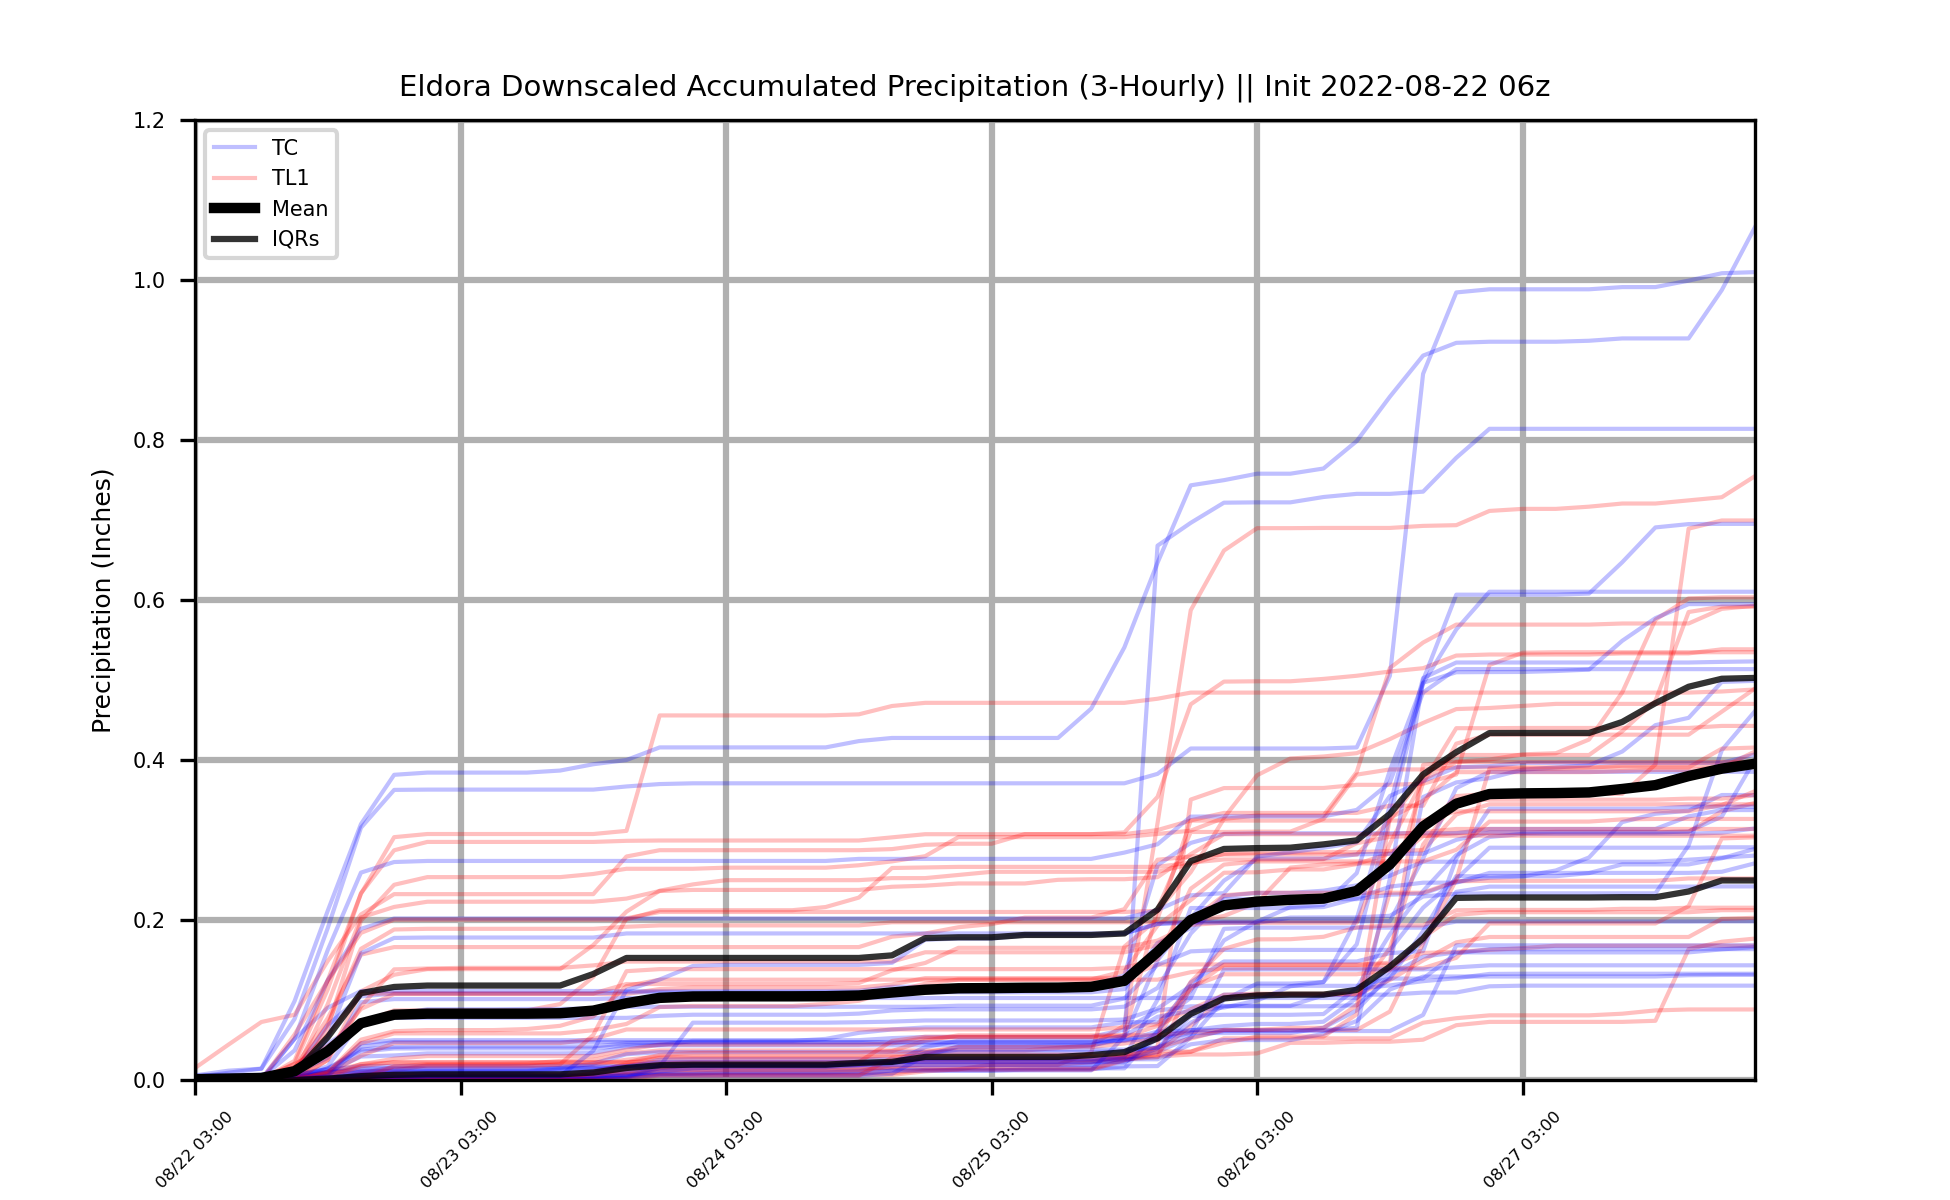 Eldora Downscaled Accumulated Precipitation (3-Hourly) || Init 2022-08-22 06z
TC
TL1
Mean
IQRs
Precipitation (Inches)
1.2
1.0
0.8
0.6
0.4
0.2
0.0
08/22 03:00
08/23 03:00
08/24 03:00
08/25 03:00
08/26 03:00
08/27 03:00